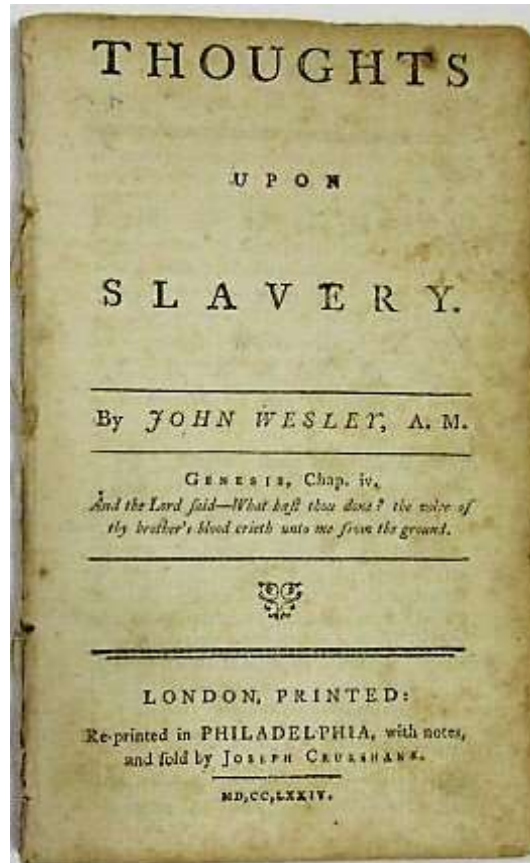 THOUGHTS
UPON
SLAVERY.
By JOHN WESLEY, A. M.
GENESIS, Chap. iv.
And the Lord ſaid—What haſt thou done? the voice of
thy brother's blood crieth unto me from the ground.
LONDON, PRINTED:
Re-printed in PHILADELPHIA, with notes,
and ſold by JOSEPH CRUKSHANK.
MD,CC,LXXIV.